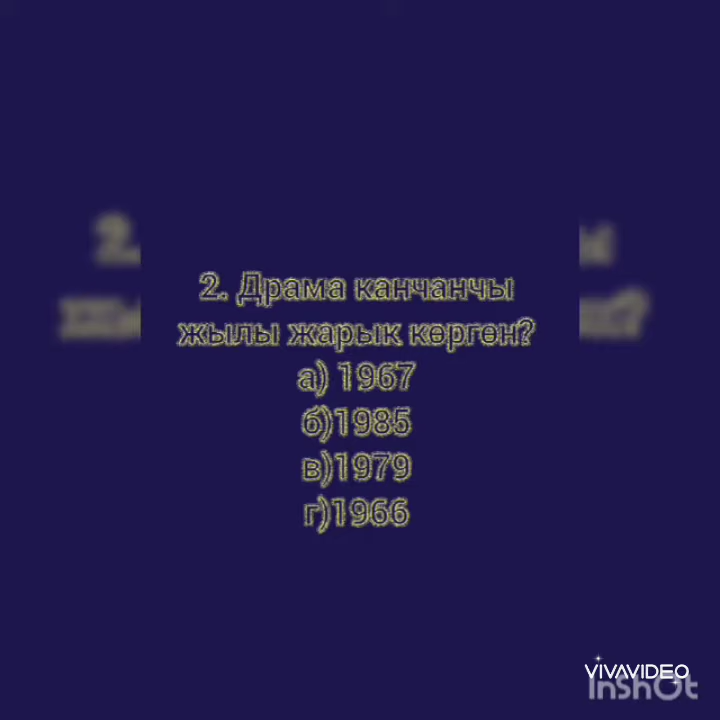 2. Драма канчанчы
жылы жарык көргөн?
а) 1967
б)1985
в)1979
г)1966
VIVAVIDEO
InShOt